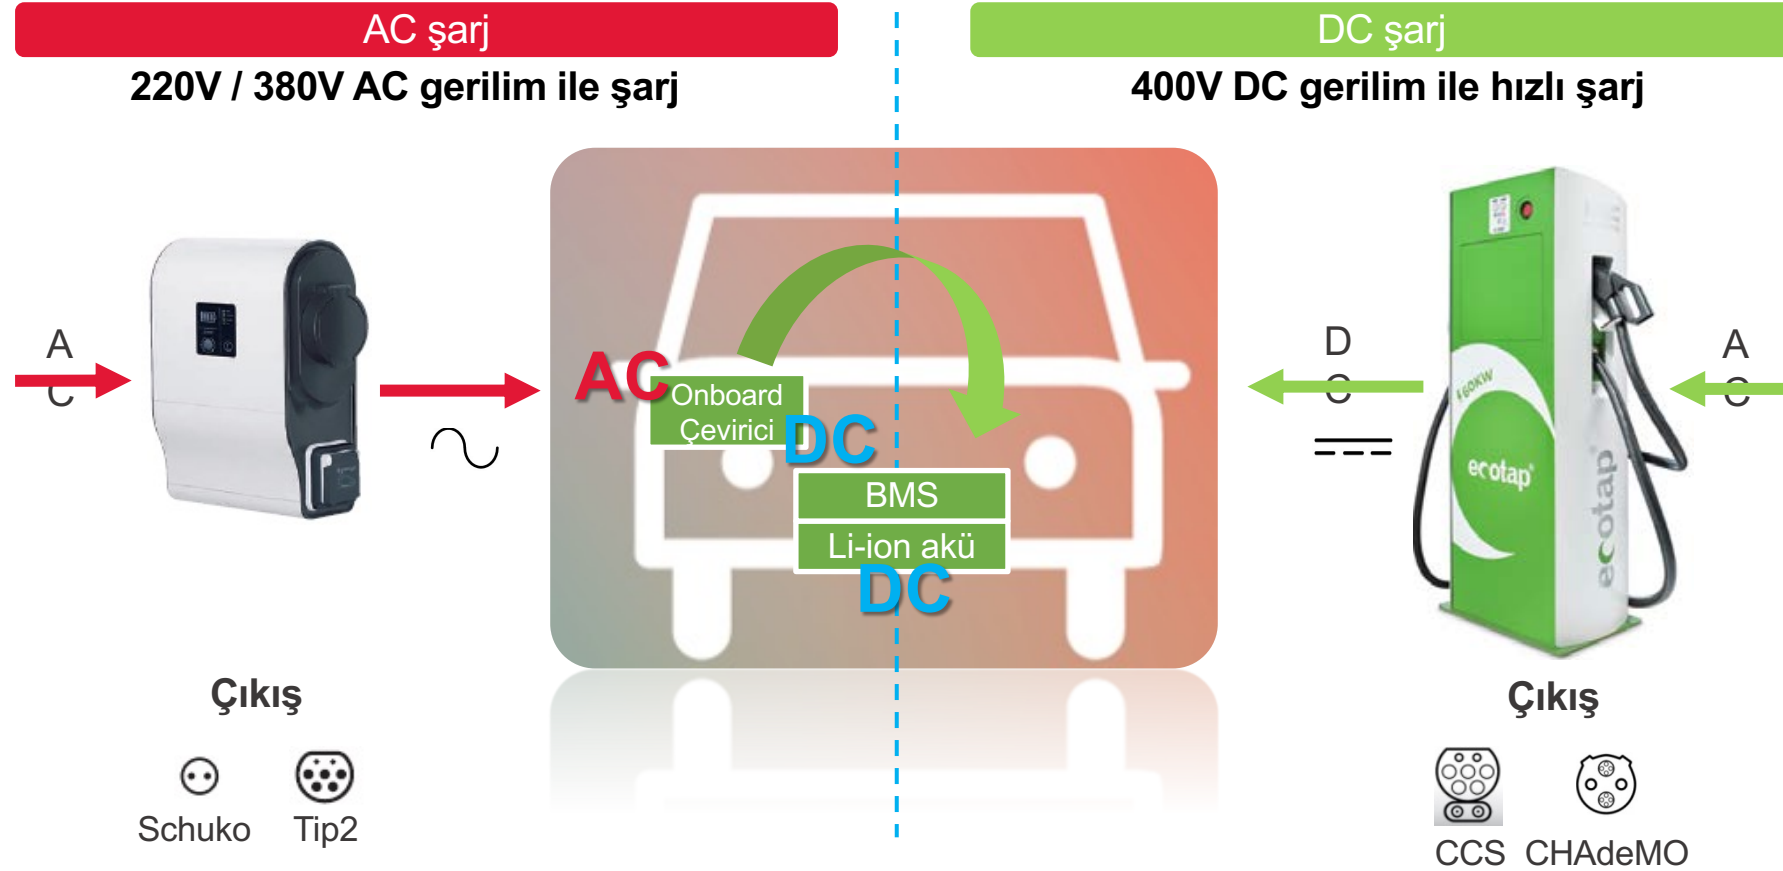 AC şarj
220V / 380V AC gerilim ile şarj
DC şarj
400V DC gerilim ile hızlı şarj
A
C
AC
Onboard
Çevirici
DC
BMS
Li-ion akü
DC
D
C
A
C
60KW
ecotap
ecotap
Çıkış
Schuko
Tip2
Çıkış
CCS
CHAdeMO